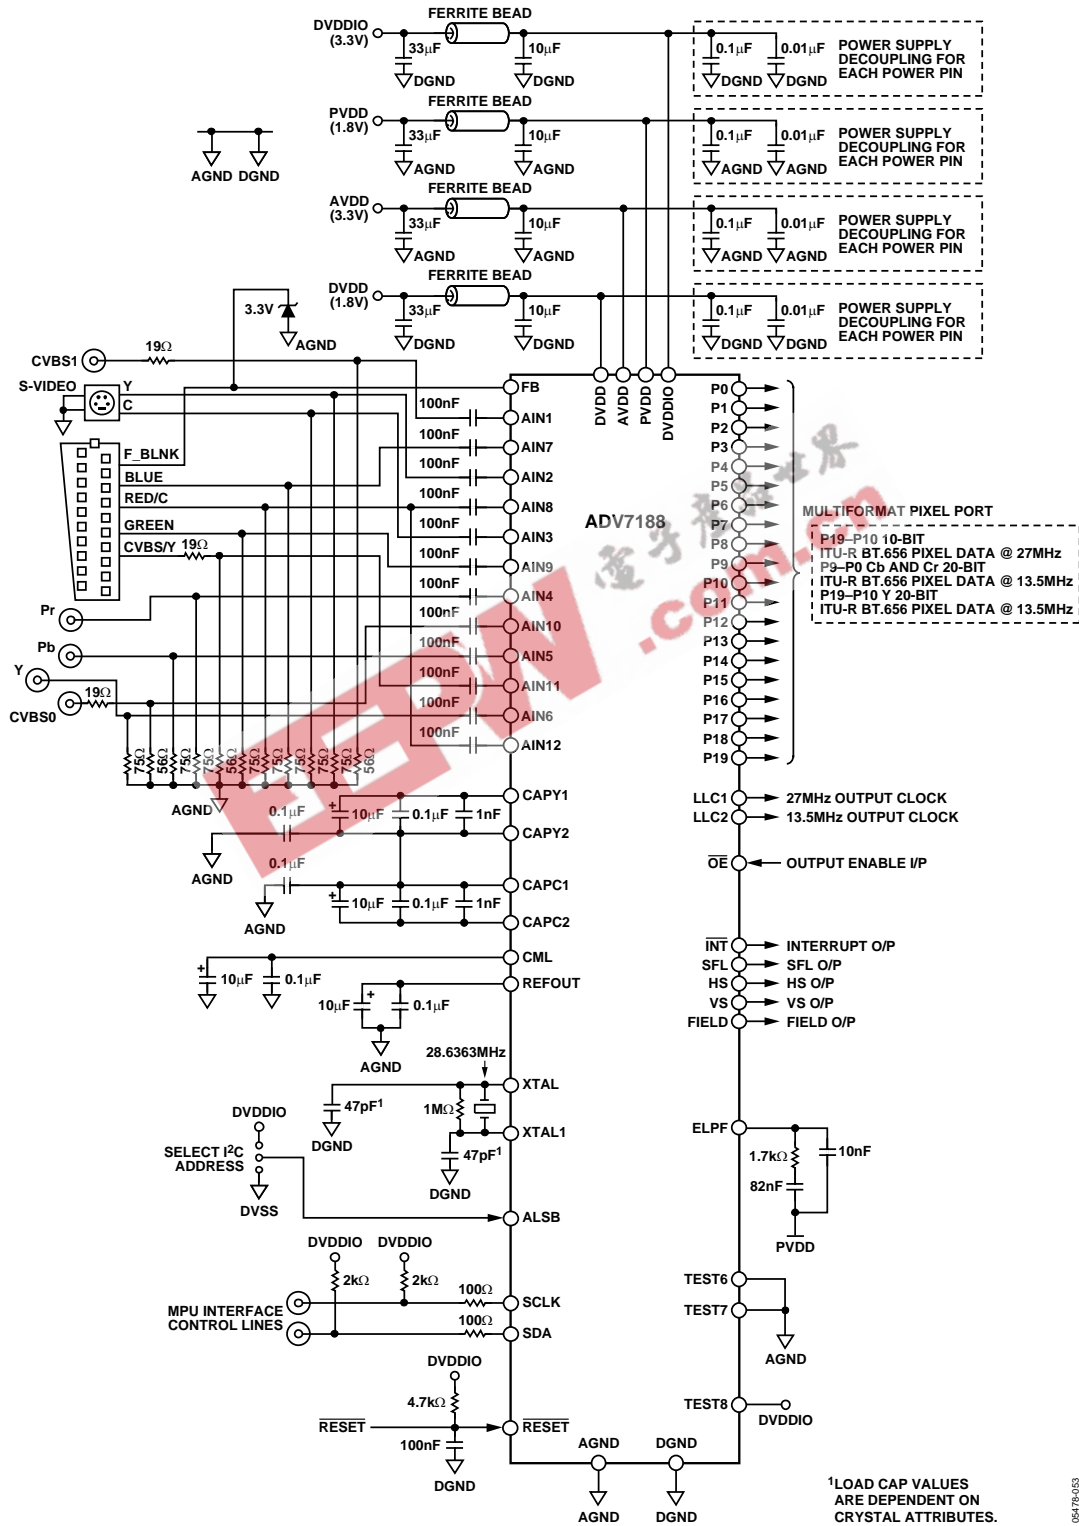 FERRITE BEAD
DVDDIO
(3.3V)
33µF
10µF
0.1µF
0.01µF
DGND
DGND
DGND
DGND
POWER SUPPLY
DECOUPLING FOR
EACH POWER PIN
FERRITE BEAD
PVDD
(1.8V)
33µF
10µF
0.1µF
0.01µF
AGND
AGND
AGND
AGND
POWER SUPPLY
DECOUPLING FOR
EACH POWER PIN
AGND DGND
FERRITE BEAD
AVDD
(3.3V)
33µF
10µF
0.1µF
0.01µF
AGND
AGND
AGND
AGND
POWER SUPPLY
DECOUPLING FOR
EACH POWER PIN
FERRITE BEAD
DVDD
(1.8V)
33µF
10µF
0.1µF
0.01µF
DGND
DGND
DGND
DGND
POWER SUPPLY
DECOUPLING FOR
EACH POWER PIN
3.3V
AGND
CVBS1
19Ω
S-VIDEO
Y
C
F_BLNK
BLUE
RED/C
GREEN
CVBS/Y 19Ω
Pr
Pb
Y
CVBS0
19Ω
75Ω
56Ω
75Ω
75Ω
56Ω
75Ω
75Ω
75Ω
75Ω
75Ω
56Ω
AGND
100nF
100nF
100nF
100nF
100nF
100nF
100nF
100nF
100nF
100nF
100nF
100nF
FB
AIN1
AIN7
AIN2
AIN8
AIN3
AIN9
AIN4
AIN10
AIN5
AIN11
AIN6
AIN12
DVDD
AVDD
PVDD
DVDDIO
ADV7188
電子產品世界
EEPW.com.cn
P0
P1
P2
P3
P4
P5
P6
P7
P8
P9
P10
P11
P12
P13
P14
P15
P16
P17
P18
P19
MULTIFORMAT PIXEL PORT
P19–P10 10-BIT
ITU-R BT.656 PIXEL DATA @ 27MHz
P9–P0 Cb AND Cr 20-BIT
ITU-R BT.656 PIXEL DATA @ 13.5MHz
P19–P10 Y 20-BIT
ITU-R BT.656 PIXEL DATA @ 13.5MHz
CAPY1
0.1µF
+
10µF
0.1µF
1nF
CAPY2
AGND
0.1µF
CAPC1
+
10µF
0.1µF
1nF
CAPC2
AGND
LLC1
27MHz OUTPUT CLOCK
LLC2
13.5MHz OUTPUT CLOCK
OE
OUTPUT ENABLE I/P
CML
+
10µF
0.1µF
REFOUT
10µF
+
0.1µF
AGND
INT
INTERRUPT O/P
SFL
SFL O/P
HS
HS O/P
VS
VS O/P
FIELD
FIELD O/P
28.6363MHz
XTAL
47pF¹
1MΩ
DGND
XTAL1
47pF¹
DGND
DVDDIO
SELECT I²C
ADDRESS
DVSS
ALSB
ELPF
1.7kΩ
10nF
82nF
PVDD
DVDDIO
DVDDIO
2kΩ
2kΩ
MPU INTERFACE
CONTROL LINES
100Ω
SCLK
100Ω
SDA
TEST6
TEST7
AGND
DVDDIO
4.7kΩ
RESET
RESET
100nF
DGND
TEST8
DVDDIO
AGND
DGND
AGND
DGND
¹LOAD CAP VALUES
ARE DEPENDENT ON
CRYSTAL ATTRIBUTES.
05478-053